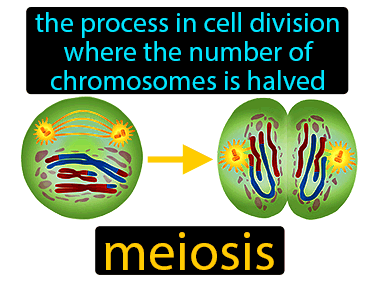 the process in cell division
where the number of
chromosomes is halved
meiosis